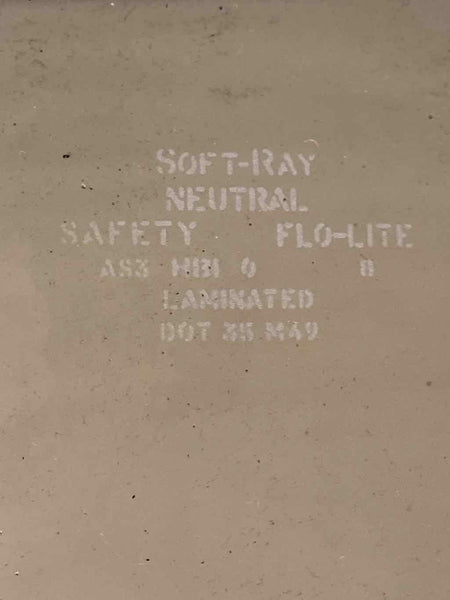 SOFT-RAY
NEUTRAL
SAFETY FLO-LITE
AS3
LAMINATED
DOT 35 M49